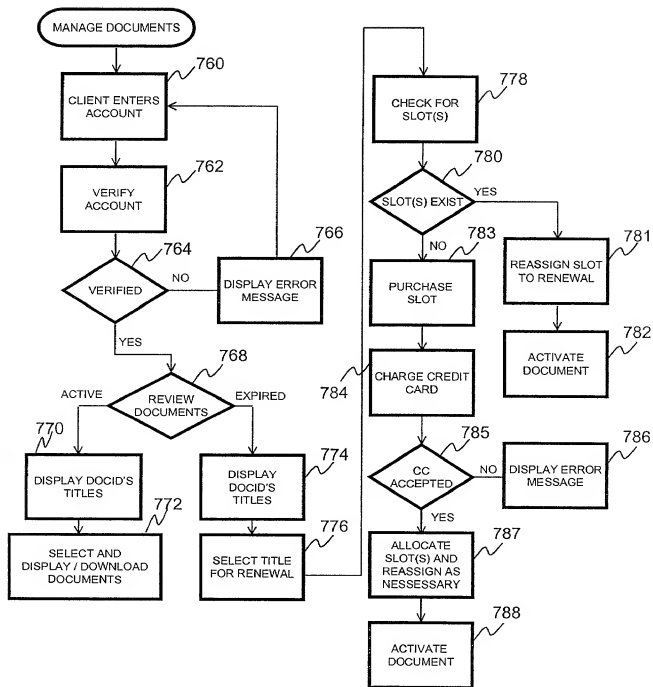 MANAGE DOCUMENTS
760
CLIENT ENTERS
ACCOUNT
762
VERIFY
ACCOUNT
764
VERIFIED
NO
766
DISPLAY ERROR
MESSAGE
YES
768
REVIEW
DOCUMENTS
ACTIVE
EXPIRED
770
DISPLAY DOCID'S
TITLES
772
SELECT AND
DISPLAY / DOWNLOAD
DOCUMENTS
774
DISPLAY
DOCID'S
TITLES
776
SELECT TITLE
FOR RENEWAL
778
CHECK FOR
SLOT(S)
780
SLOT(S) EXIST
YES
NO
781
REASSIGN SLOT
TO RENEWAL
782
ACTIVATE
DOCUMENT
783
PURCHASE
SLOT
784
CHARGE CREDIT
CARD
785
CC
ACCEPTED
NO
786
DISPLAY ERROR
MESSAGE
YES
787
ALLOCATE
SLOT(S) AND
REASSIGN AS
NESSESSARY
788
ACTIVATE
DOCUMENT